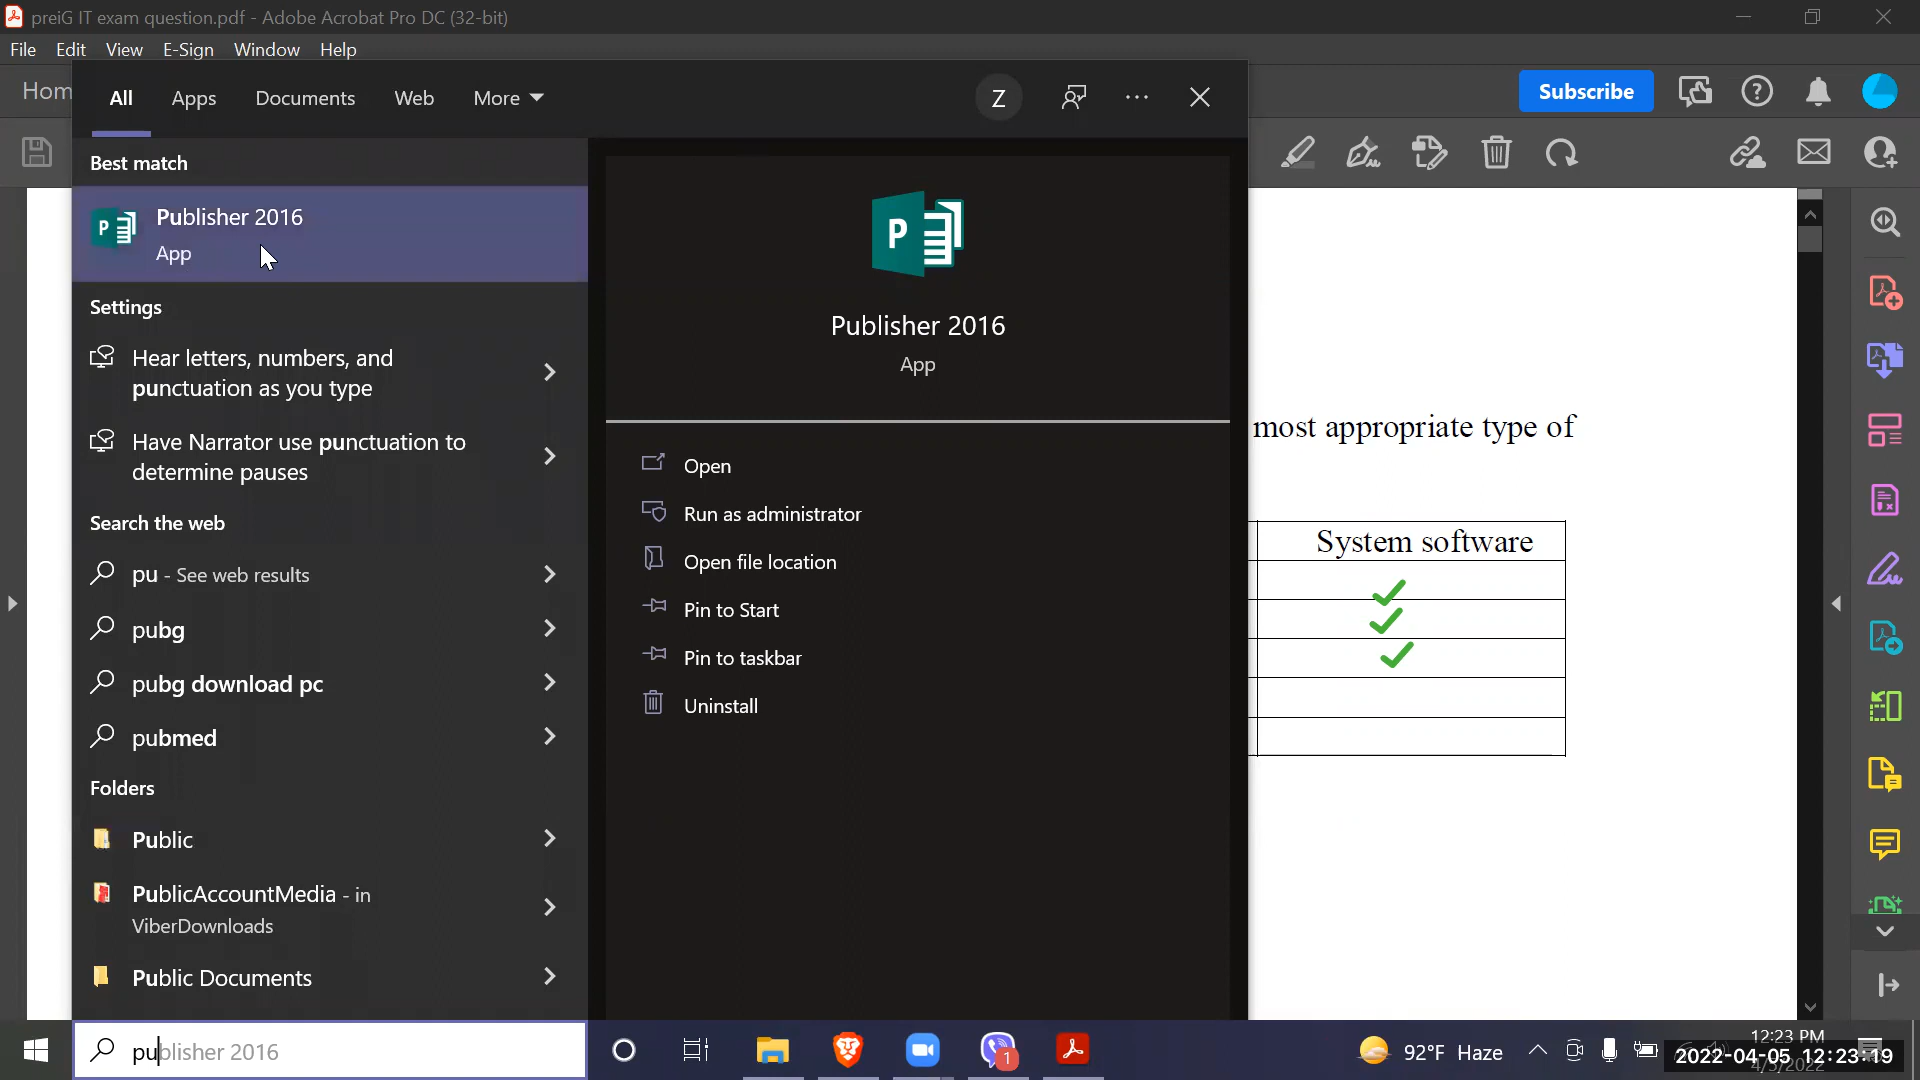 preiG IT exam question.pdf - Adobe Acrobat Pro DC (32-bit)
File Edit View E-Sign Window Help
Hom
All Apps Documents Web More
Z
Subscribe
Best match
Publisher 2016
App
Settings
Hear letters, numbers, and
punctuation as you type
Have Narrator use punctuation to
determine pauses
Search the web
pu - See web results
pubg
pubg download pc
pubmed
Folders
Public
PublicAccountMedia - in
ViberDownloads
Public Documents
publisher 2016
P
Publisher 2016
App
Open
Run as administrator
Open file location
Pin to Start
Pin to taskbar
Uninstall
most appropriate type of
System software
1
92°F Haze
12:23 PM
4/5/2022
2022-04-05 12:23:19